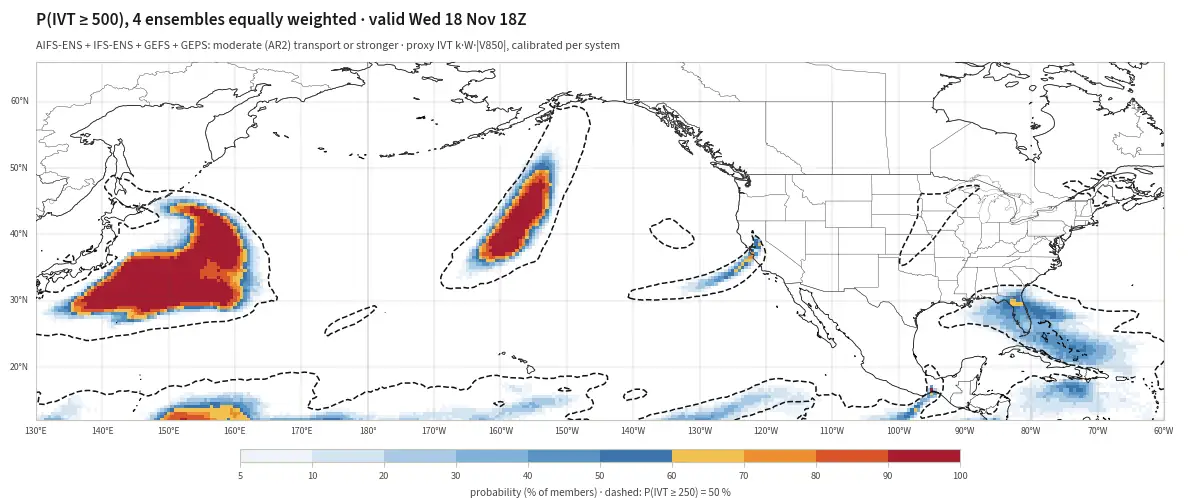 P(IVT ≥ 500), 4 ensembles equally weighted · valid Wed 18 Nov 18Z
AIFS-ENS + IFS-ENS + GEFS + GEPS: moderate (AR2) transport or stronger · proxy IVT k·W·|V850|, calibrated per system
60°N
50°N
40°N
30°N
20°N
130°E 140°E 150°E 160°E 170°E 180° 170°W 160°W 150°W 140°W 130°W 120°W 110°W 100°W 90°W 80°W 70°W 60°W
5 10 20 30 40 50 60 70 80 90 100
probability (% of members) · dashed: P(IVT ≥ 250) = 50 %